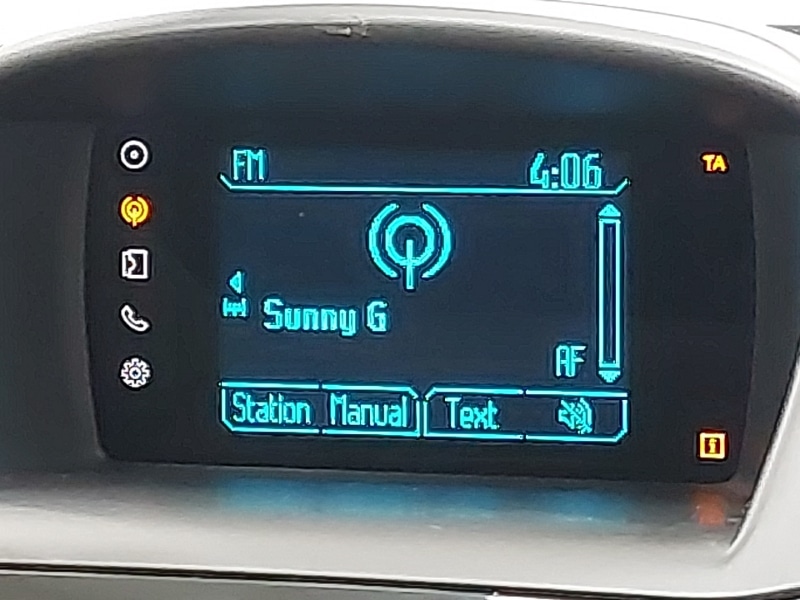 FM 4:06
TA
Sunny G
AF
Station Manual Text
i